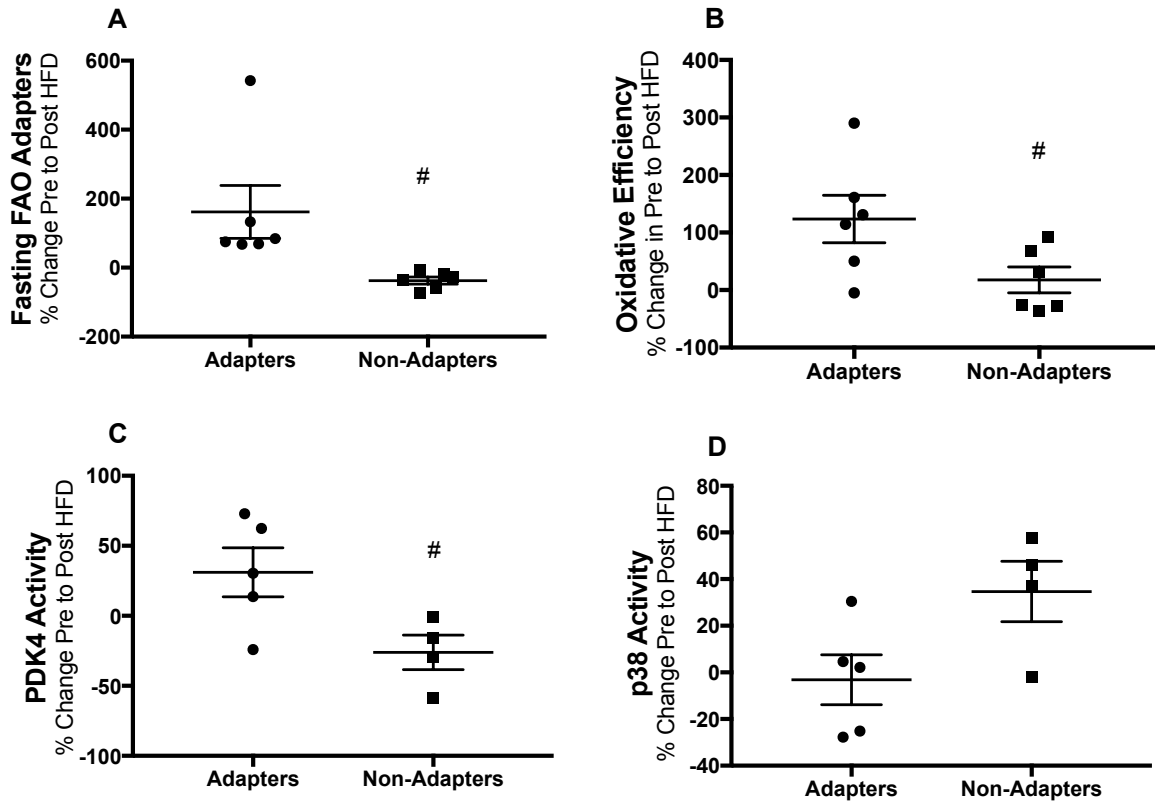 A
Fasting FAO Adapters
% Change Pre to Post HFD
600
400
200
0
-200
#
Adapters
Non-Adapters
B
Oxidative Efficiency
% Change in Pre to Post HFD
400
300
200
100
0
-100
#
Adapters
Non-Adapters
C
PDK4 Activity
% Change Pre to Post HFD
100
50
0
-50
-100
#
Adapters
Non-Adapters
D
p38 Activity
% Change Pre to Post HFD
80
60
40
20
0
-20
-40
Adapters
Non-Adapters